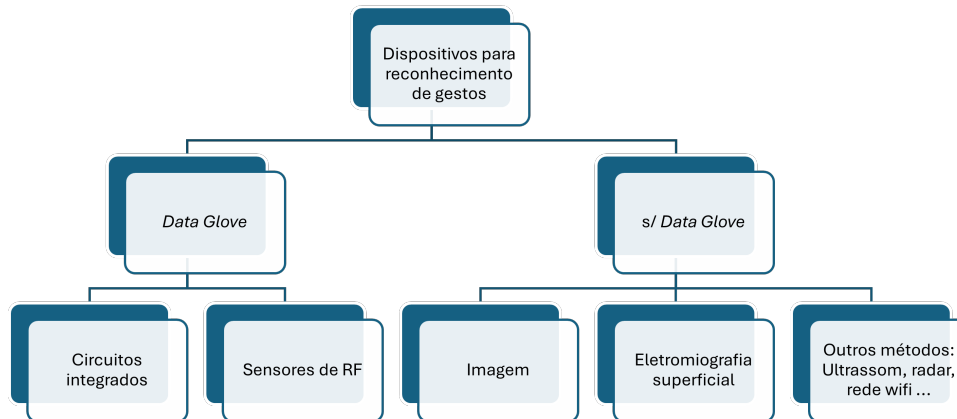 Dispositivos para
reconhecimento
de gestos
Data Glove
s/ Data Glove
Circuitos
integrados
Sensores de RF
Imagem
Eletromiografia
superficial
Outros métodos:
Ultrassom, radar,
rede wifi ...